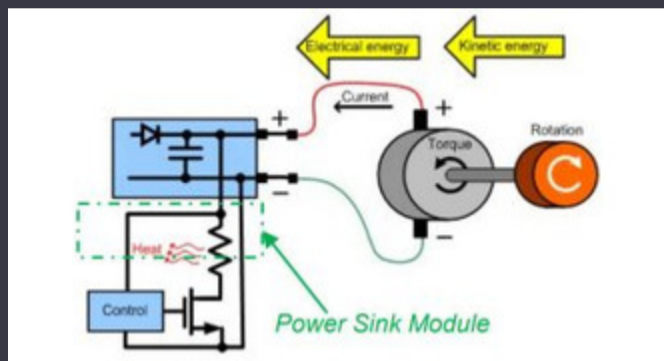 Electrical energy
Kinetic energy
Current
+
+
Rotation
Torque
−
−
Heat
Control
Power Sink Module